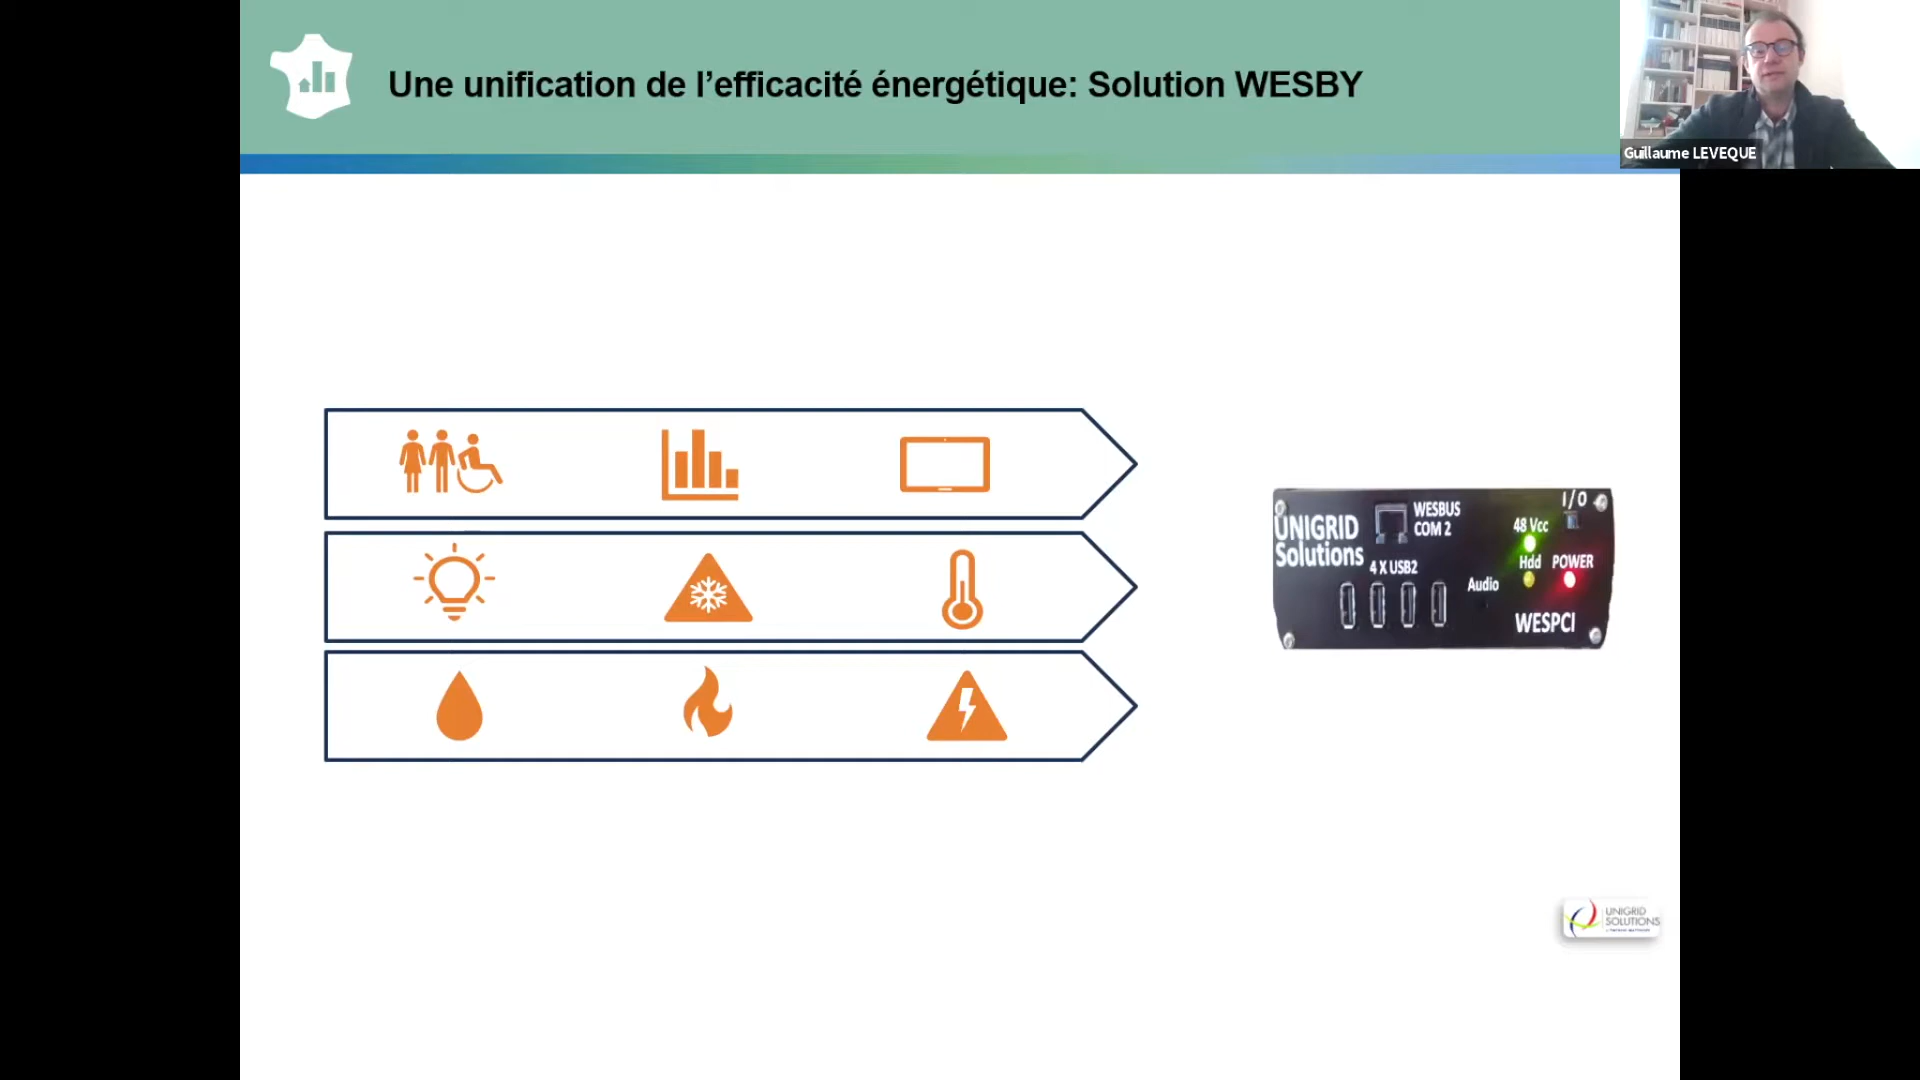 Une unification de l’efficacité énergétique: Solution WESBY
Guillaume LEVEQUE
UNIGRID
Solutions
WESBUS
COM 2
4 X USB2
Audio
I/O
48 Vcc
Hdd
POWER
WESPCI
UNIGRID
SOLUTIONS